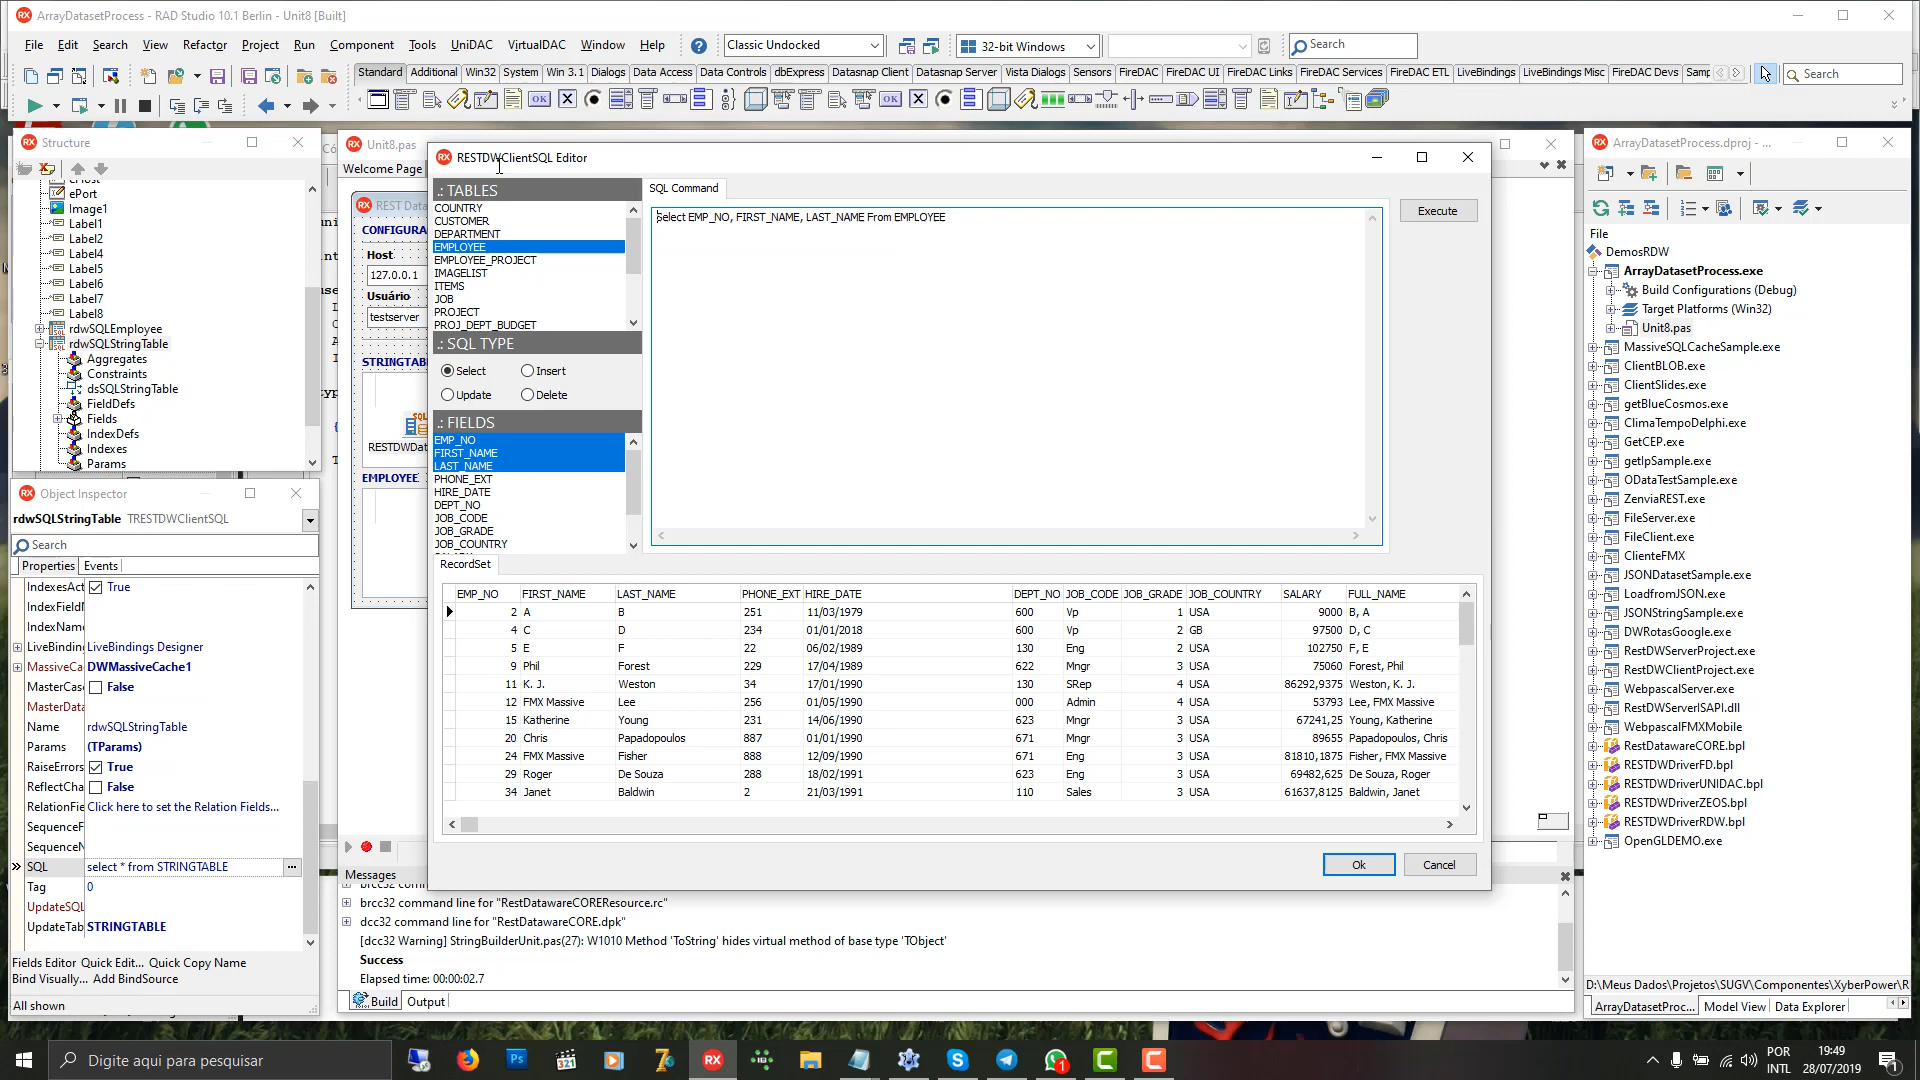 ArrayDatasetProcess - RAD Studio 10.1 Berlin - Unit8 [Built]
File Edit Search View Refactor Project Run Component Tools UniDAC VirtualDAC Window Help
Classic Undocked
32-bit Windows
Search
Standard Additional Win32 System Win 3.1 Dialogs Data Access Data Controls dbExpress Datasnap Client Datasnap Server Vista Dialogs Sensors FireDAC FireDAC UI FireDAC Links FireDAC Services FireDAC ETL LiveBindings LiveBindings Misc FireDAC Devs Samp
Search
Structure
ePort
Image1
Label1
Label2
Label4
Label5
Label6
Label7
Label8
rdwSQLEmployee
rdwSQLStringTable
Aggregates
Constraints
dsSQLStringTable
FieldDefs
Fields
IndexDefs
Indexes
Params
Object Inspector
rdwSQLStringTable TRESTDWClientSQL
Search
Properties Events
IndexesAct True
IndexFieldN
IndexName
LiveBinding LiveBindings Designer
MassiveCa DWMassiveCache1
MasterCasc False
MasterData
Name rdwSQLStringTable
Params (TParams)
RaiseErrors True
ReflectCha False
RelationFie Click here to set the Relation Fields...
SequenceF
SequenceN
SQL select * from STRINGTABLE
Tag 0
UpdateSQL
UpdateTab STRINGTABLE
Fields Editor Quick Edit... Quick Copy Name
Bind Visually... Add BindSource
All shown
Unit8.pas
Welcome Page
REST Data
CONFIGURA
Host
127.0.0.1
Usuário
testserver
STRINGTAB
RESTDWDat
EMPLOYEE
RESTDWClientSQL Editor
.: TABLES
COUNTRY
CUSTOMER
DEPARTMENT
EMPLOYEE
EMPLOYEE_PROJECT
IMAGELIST
ITEMS
JOB
PROJECT
PROJ_DEPT_BUDGET
.: SQL TYPE
Select Insert
Update Delete
.: FIELDS
EMP_NO
FIRST_NAME
LAST_NAME
PHONE_EXT
HIRE_DATE
DEPT_NO
JOB_CODE
JOB_GRADE
JOB_COUNTRY
SQL Command
Select EMP_NO, FIRST_NAME, LAST_NAME From EMPLOYEE
Execute
RecordSet
EMP_NO FIRST_NAME LAST_NAME PHONE_EXT HIRE_DATE DEPT_NO JOB_CODE JOB_GRADE JOB_COUNTRY SALARY FULL_NAME
2 A B 251 11/03/1979 600 Vp 1 USA 9000 B, A
4 C D 234 01/01/2018 600 Vp 2 GB 97500 D, C
5 E F 22 06/02/1989 130 Eng 2 USA 102750 F, E
9 Phil Forest 229 17/04/1989 622 Mngr 3 USA 75060 Forest, Phil
11 K. J. Weston 34 17/01/1990 130 SRep 4 USA 86292,9375 Weston, K. J.
12 FMX Massive Lee 256 01/05/1990 000 Admin 4 USA 53793 Lee, FMX Massive
15 Katherine Young 231 14/06/1990 623 Mngr 3 USA 67241,25 Young, Katherine
20 Chris Papadopoulos 887 01/01/1990 671 Mngr 3 USA 89655 Papadopoulos, Chris
24 FMX Massive Fisher 888 12/09/1990 671 Eng 3 USA 81810,1875 Fisher, FMX Massive
29 Roger De Souza 288 18/02/1991 623 Eng 3 USA 69482,625 De Souza, Roger
34 Janet Baldwin 2 21/03/1991 110 Sales 3 USA 61637,8125 Baldwin, Janet
Ok Cancel
Messages
brcc32 command line for "RestDatawareCOREResource.rc"
dcc32 command line for "RestDatawareCORE.dpk"
[dcc32 Warning] StringBuilderUnit.pas(27): W1010 Method 'ToString' hides virtual method of base type 'TObject'
Success
Elapsed time: 00:00:02.7
Build Output
ArrayDatasetProcess.dproj - ...
File
DemosRDW
ArrayDatasetProcess.exe
Build Configurations (Debug)
Target Platforms (Win32)
Unit8.pas
MassiveSQLCacheSample.exe
ClientBLOB.exe
ClientSlides.exe
getBlueCosmos.exe
ClimaTempoDelphi.exe
GetCEP.exe
getIpSample.exe
ODataTestSample.exe
ZenviaREST.exe
FileServer.exe
FileClient.exe
ClienteFMX
JSONDatasetSample.exe
LoadfromJSON.exe
JSONStringSample.exe
DWRotasGoogle.exe
RestDWServerProject.exe
RestDWClientProject.exe
WebpascalServer.exe
RestDWServerISAPI.dll
WebpascalFMXMobile
RestDatawareCORE.bpl
RESTDWDriverFD.bpl
RESTDWDriverUNIDAC.bpl
RESTDWDriverZEOS.bpl
RESTDWDriverRDW.bpl
OpenGLDEMO.exe
D:\Meus Dados\Projetos\SUGV\Componentes\XyberPower\R
ArrayDatasetProc... Model View Data Explorer
Digite aqui para pesquisar
POR
INTL
19:49
28/07/2019